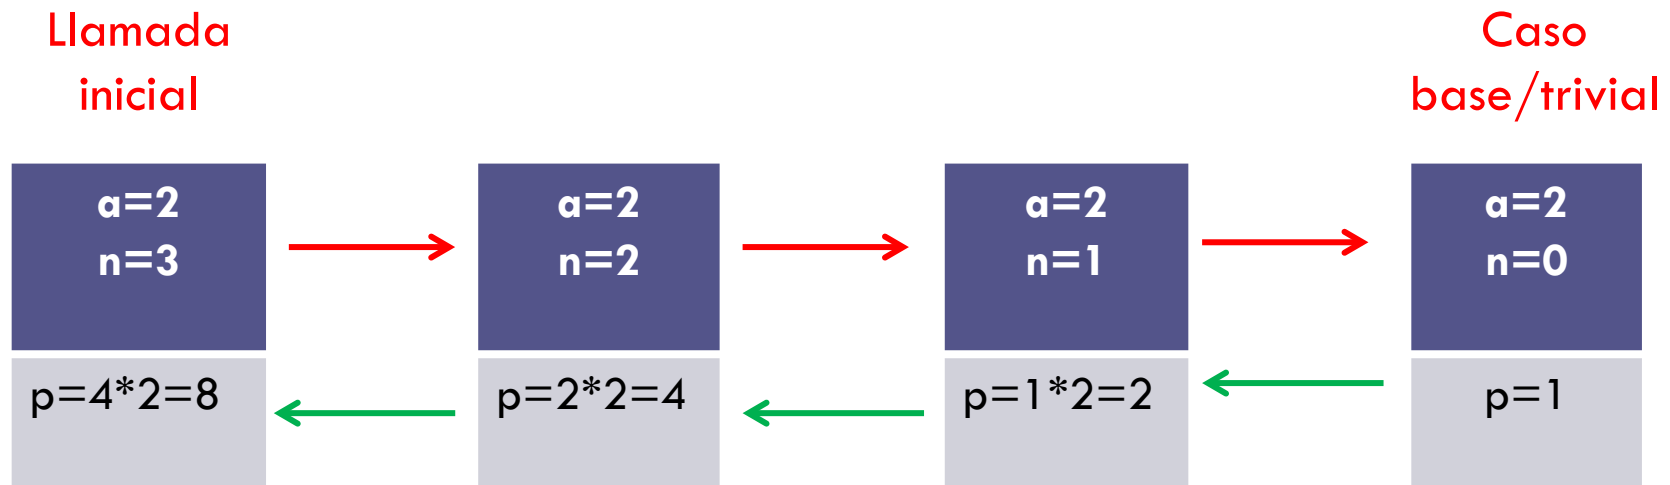 Llamada
inicial
Caso
base/trivial
a=2
n=3
a=2
n=2
a=2
n=1
a=2
n=0
p=4*2=8
p=2*2=4
p=1*2=2
p=1